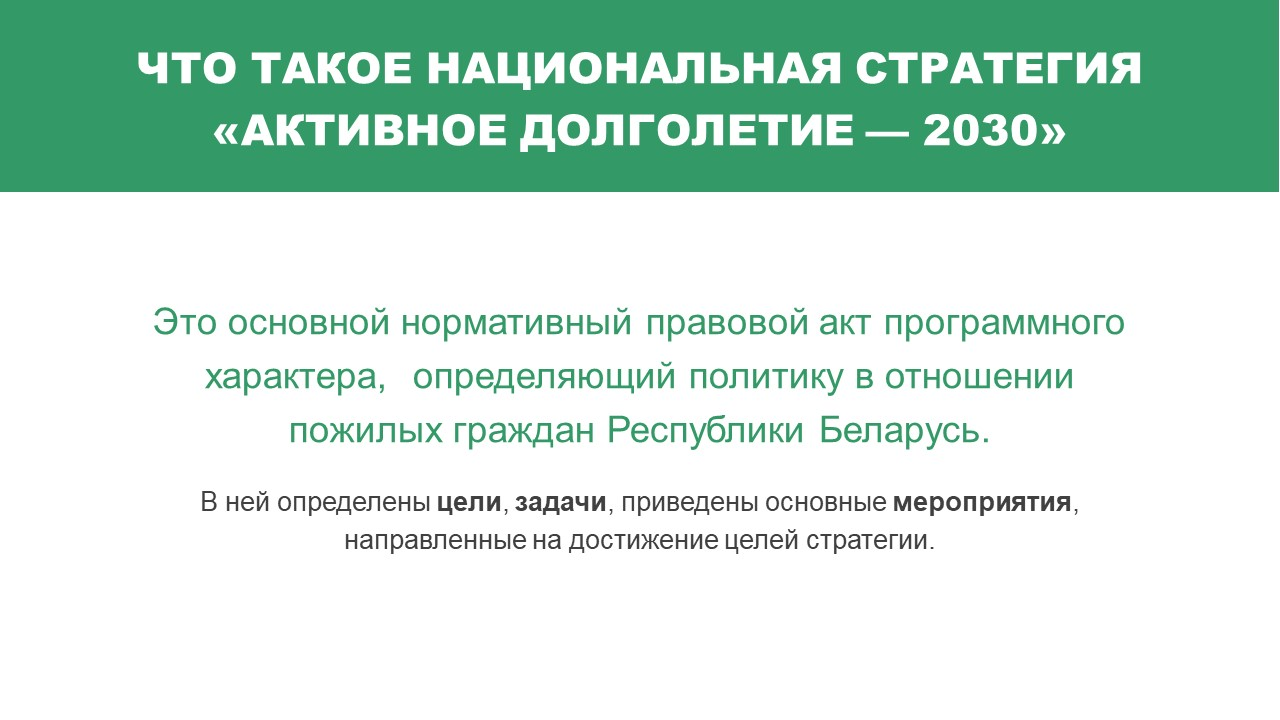 ЧТО ТАКОЕ НАЦИОНАЛЬНАЯ СТРАТЕГИЯ
«АКТИВНОЕ ДОЛГОЛЕТИЕ — 2030»
Это основной нормативный правовой акт программного
характера, определяющий политику в отношении
пожилых граждан Республики Беларусь.
В ней определены цели, задачи, приведены основные мероприятия,
направленные на достижение целей стратегии.